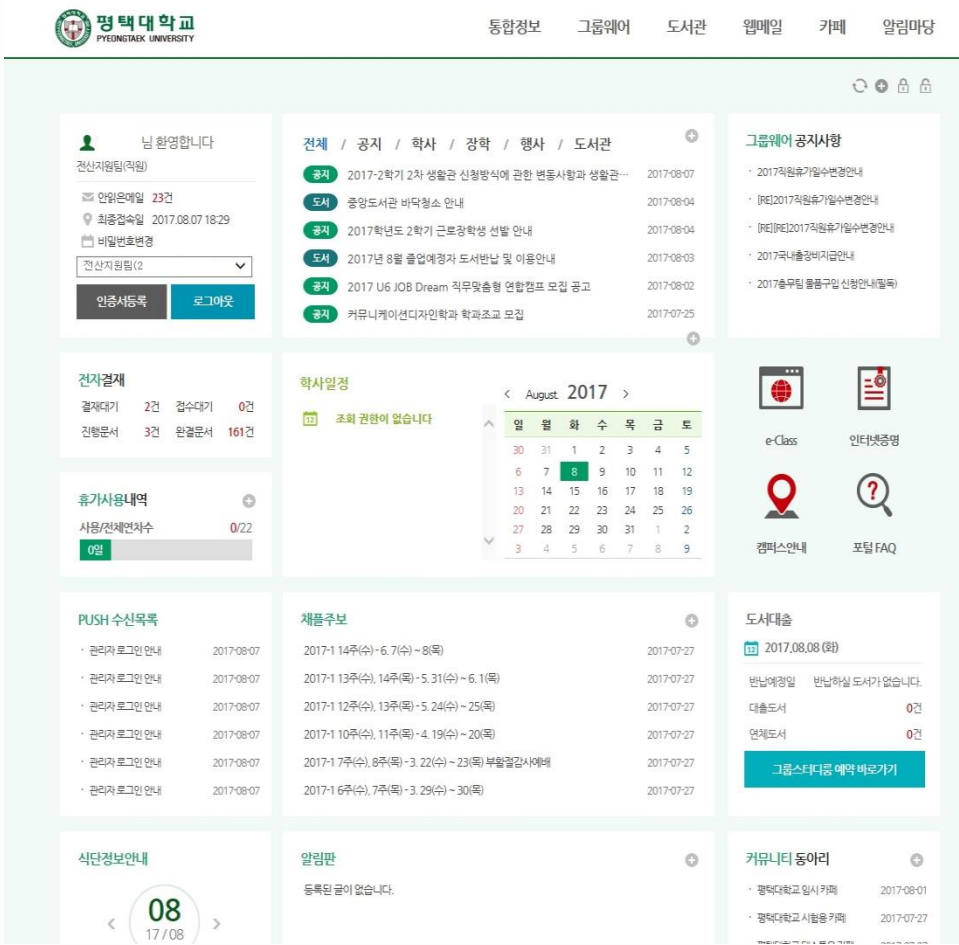 평택대학교
PYEONGTAEK UNIVERSITY
통합정보 그룹웨어 도서관 웹메일 카페 알림마당
님 환영합니다
전산지원팀(직원)
안읽은메일 23건
최종접속일 2017.08.07 18:29
비밀번호변경
전산지원팀(2
인증서등록 로그아웃
전체 / 공지 / 학사 / 장학 / 행사 / 도서관
공지 2017-2학기 2차 생활관 신청방식에 관한 변동사항과 생활관… 2017-08-07
도서 중앙도서관 바닥청소 안내 2017-08-04
공지 2017학년도 2학기 근로장학생 선발 안내 2017-08-04
도서 2017년 8월 졸업예정자 도서반납 및 이용안내 2017-08-03
공지 2017 U6 JOB Dream 직무맞춤형 연합캠프 모집 공고 2017-08-02
공지 커뮤니케이션디자인학과 학과조교 모집 2017-07-25
그룹웨어 공지사항
· 2017직원휴가일수변경안내
· [RE]2017직원휴가일수변경안내
· [RE][RE]2017직원휴가일수변경안내
· 2017국내출장비지급안내
· 2017총무팀 물품구입 신청안내(필독)
전자결재
결재대기 2건 접수대기 0건
진행문서 3건 완결문서 161건
휴가사용내역
사용/전체연차수 0/22
0일
학사일정
12 조회 권한이 없습니다
< August 2017 >
일 월 화 수 목 금 토
30 31 1 2 3 4 5
6 7 8 9 10 11 12
13 14 15 16 17 18 19
20 21 22 23 24 25 26
27 28 29 30 31 1 2
3 4 5 6 7 8 9
e-Class 인터넷증명
캠퍼스안내 포털 FAQ
PUSH 수신목록
· 관리자 로그인 안내 2017-08-07
· 관리자 로그인 안내 2017-08-07
· 관리자 로그인 안내 2017-08-07
· 관리자 로그인 안내 2017-08-07
· 관리자 로그인 안내 2017-08-07
· 관리자 로그인 안내 2017-08-07
채플주보
2017-1 14주(수) - 6. 7(수) ~ 8(목) 2017-07-27
2017-1 13주(수), 14주(목) - 5. 31(수) ~ 6. 1(목) 2017-07-27
2017-1 12주(수), 13주(목) - 5. 24(수) ~ 25(목) 2017-07-27
2017-1 10주(수), 11주(목) - 4. 19(수) ~ 20(목) 2017-07-27
2017-1 7주(수), 8주(목) - 3. 22(수) ~ 23(목) 부활절감사예배 2017-07-27
2017-1 6주(수), 7주(목) - 3. 29(수) ~ 30(목) 2017-07-27
도서대출
12 2017.08.08 (화)
반납예정일 반납하실 도서가 없습니다.
대출도서 0건
연체도서 0건
그룹스터디룸 예약 바로가기
식단정보안내
< 08 >
17 / 08
알림판
등록된 글이 없습니다.
커뮤니티 동아리
· 평택대학교 임시 카페 2017-08-01
· 평택대학교 시험용 카페 2017-07-27